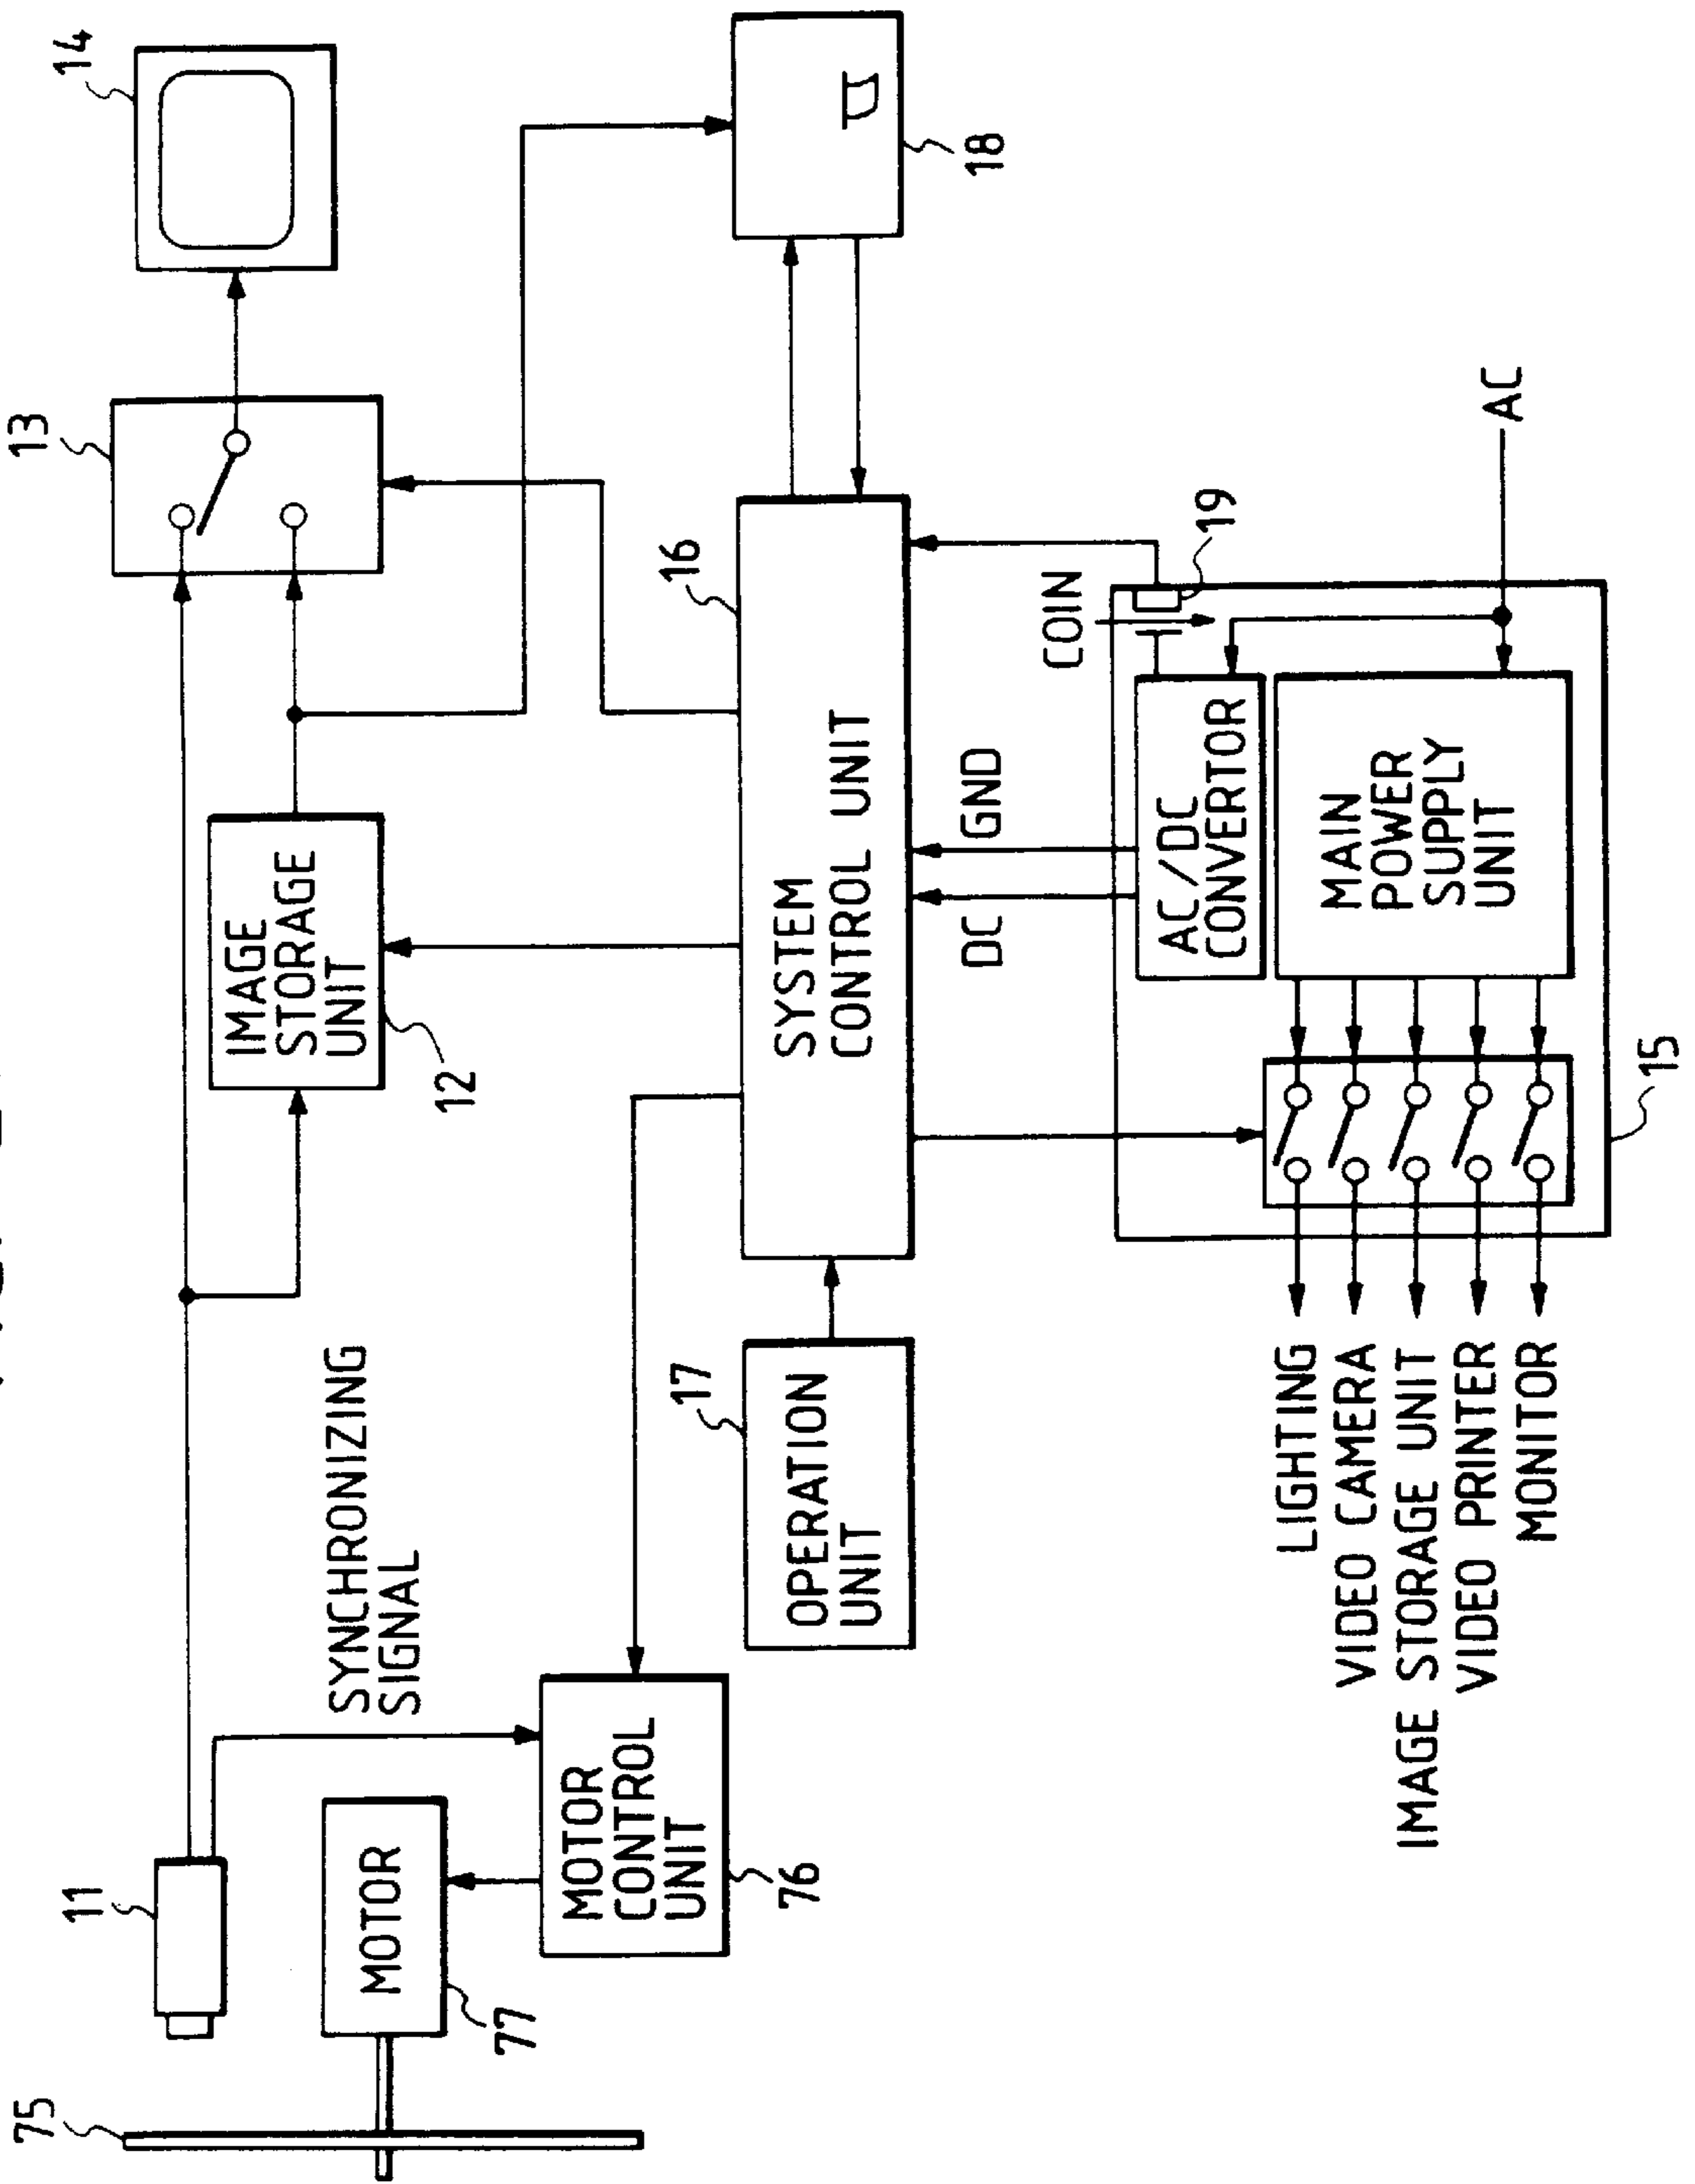 75
11
13
14
SYNCHRONIZING
SIGNAL
IMAGE
STORAGE
UNIT
12
MOTOR
77
MOTOR
CONTROL
UNIT
76
17
OPERATION
UNIT
16
SYSTEM
CONTROL UNIT
18
DC
GND
COIN
19
AC/DC
CONVERTOR
MAIN
POWER
SUPPLY
UNIT
AC
15
LIGHTING
VIDEO CAMERA
IMAGE STORAGE UNIT
VIDEO PRINTER
MONITOR